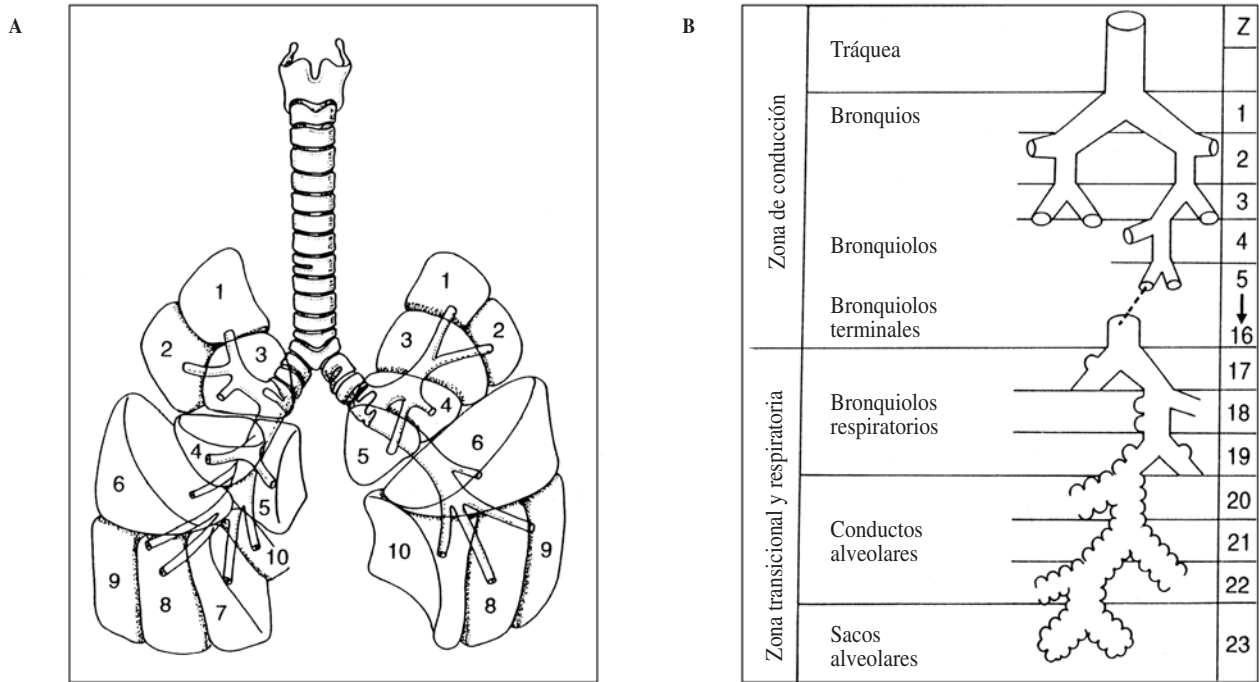 A
1
2
3
4
5
6
7
8
9
10
1
2
3
4
5
6
8
9
10
B
Z
Zona de conducción
Tráquea
Bronquios
1
2
3
Bronquiolos
4
5
Bronquiolos
terminales
16
Zona transicional y respiratoria
17
Bronquiolos
respiratorios
18
19
20
Conductos
alveolares
21
22
Sacos
alveolares
23